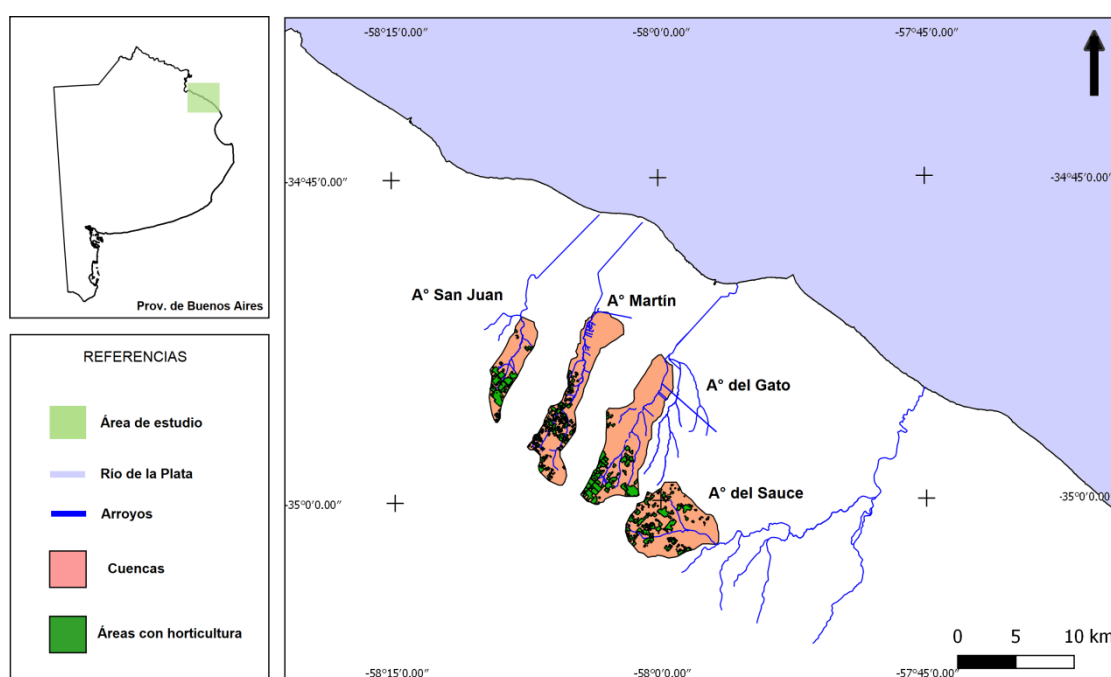 Prov. de Buenos Aires
REFERENCIAS
Área de estudio
Río de la Plata
Arroyos
Cuencas
Áreas con horticultura
-58°15'0.00″ -58°0'0.00″ -57°45'0.00″
-34°45'0.00″ -34°45'0.00″
A° San Juan
A° Martín
A° del Gato
A° del Sauce
-35°0'0.00″ -35°0'0.00″
0 5 10 km
-58°15'0.00″ -58°0'0.00″ -57°45'0.00″